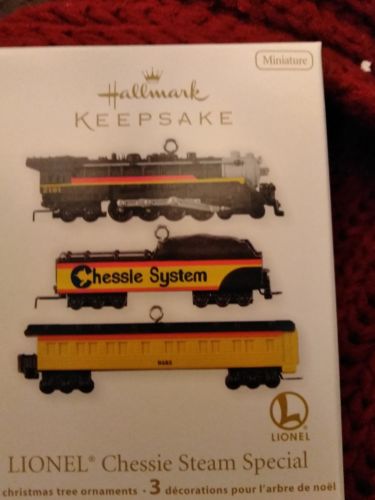 Miniature
Hallmark
KEEPSAKE
2101
Chessie System
LIONEL
LIONEL® Chessie Steam Special
christmas tree ornaments · 3 décorations pour l'arbre de noël